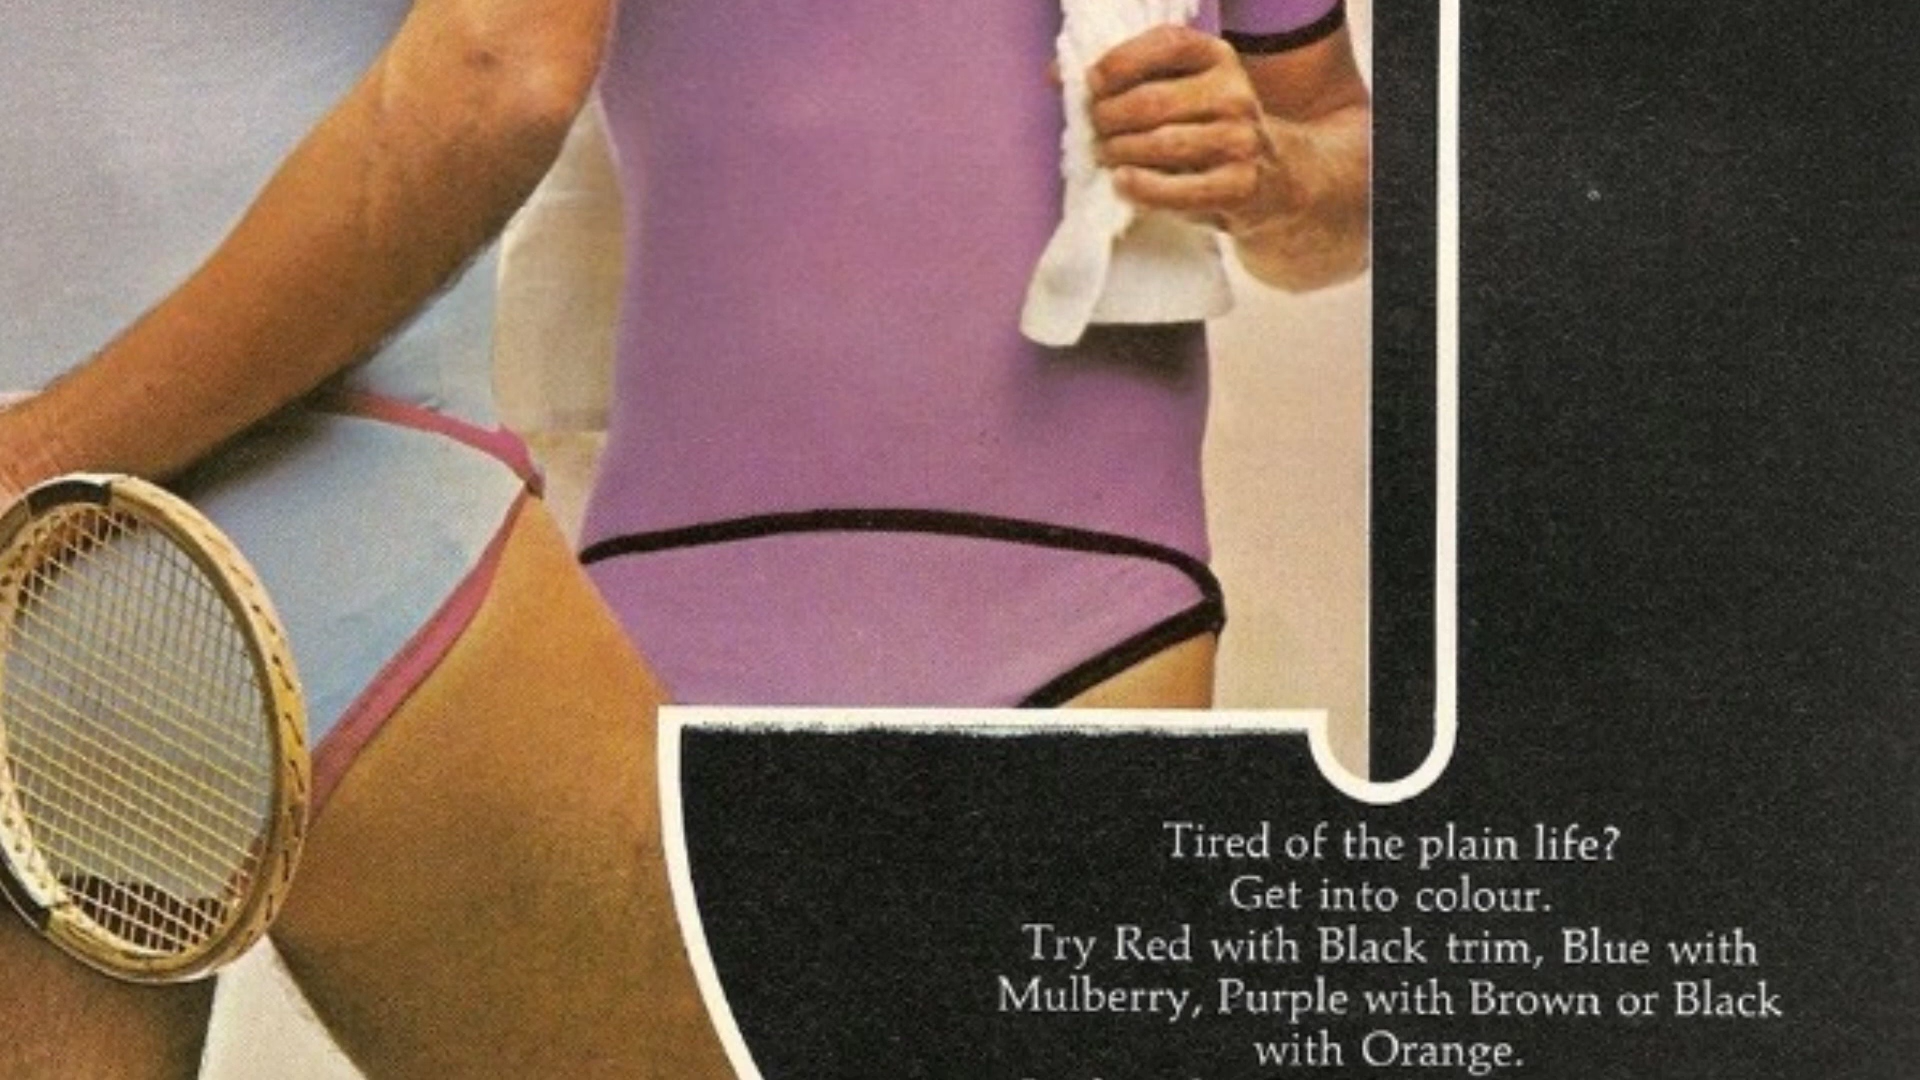 Tired of the plain life?
Get into colour.
Try Red with Black trim, Blue with
Mulberry, Purple with Brown or Black
with Orange.